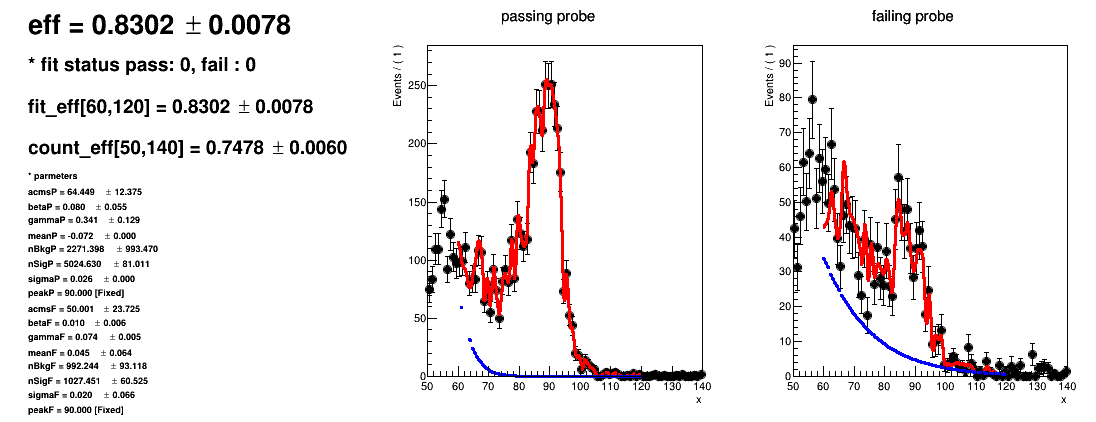 eff = 0.8302 ± 0.0078
* fit status pass: 0, fail : 0
fit_eff[60,120] = 0.8302 ± 0.0078
count_eff[50,140] = 0.7478 ± 0.0060
* parmeters
acmsP = 64.449 ± 12.375
betaP = 0.080 ± 0.055
gammaP = 0.341 ± 0.129
meanP = -0.072 ± 0.000
nBkgP = 2271.398 ± 993.470
nSigP = 5024.630 ± 81.011
sigmaP = 0.026 ± 0.000
peakP = 90.000 [Fixed]
acmsF = 50.001 ± 23.725
betaF = 0.010 ± 0.006
gammaF = 0.074 ± 0.005
meanF = 0.045 ± 0.064
nBkgF = 992.244 ± 93.118
nSigF = 1027.451 ± 60.525
sigmaF = 0.020 ± 0.066
peakF = 90.000 [Fixed]
passing probe
Events / ( 1 )
250
200
150
100
50
0
50 60 70 80 90 100 110 120 130 140
x
failing probe
Events / ( 1 )
90
80
70
60
50
40
30
20
10
0
50 60 70 80 90 100 110 120 130 140
x